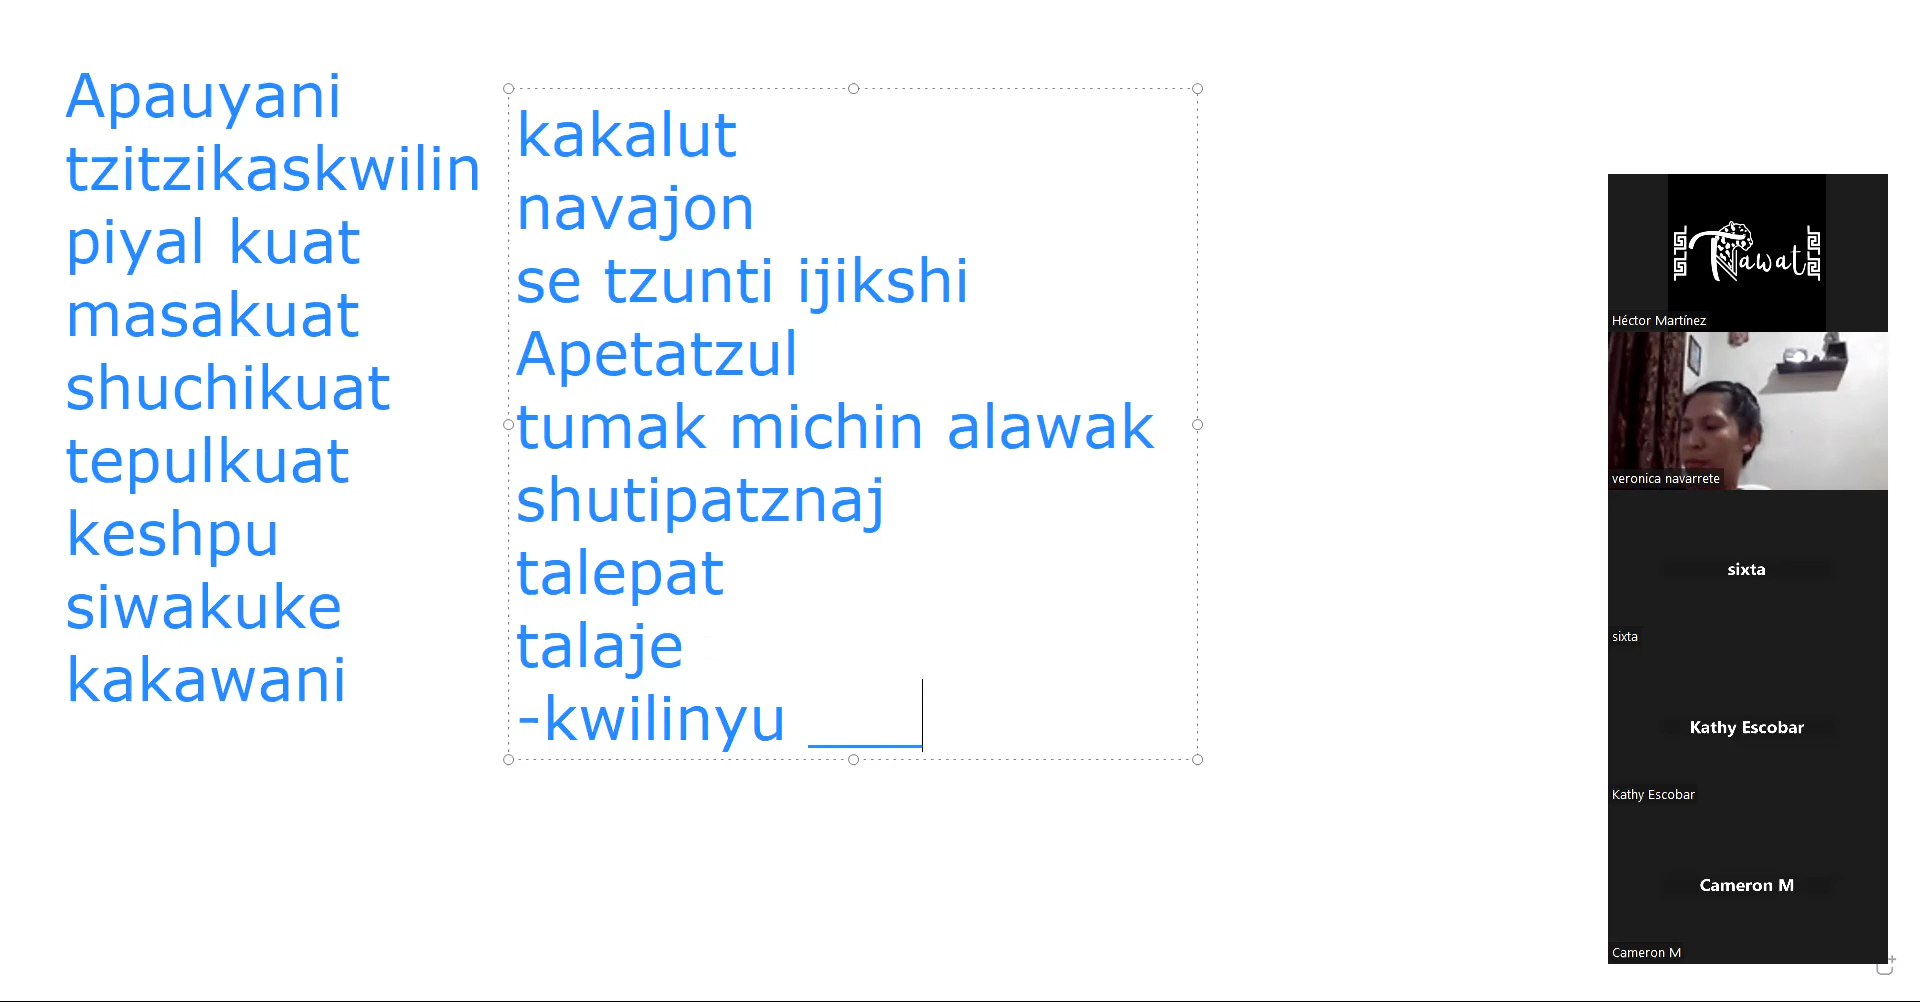 Apauyani
tzitzikaskwilin
piyal kuat
masakuat
shuchikuat
tepulkuat
keshpu
siwakuke
kakawani
kakalut
navajon
se tzunti ijikshi
Apetatzul
tumak michin alawak
shutipatznaj
talepat
talaje
-kwilinyu ____
Tawat
Héctor Martínez
veronica navarrete
sixta
sixta
Kathy Escobar
Kathy Escobar
Cameron M
Cameron M